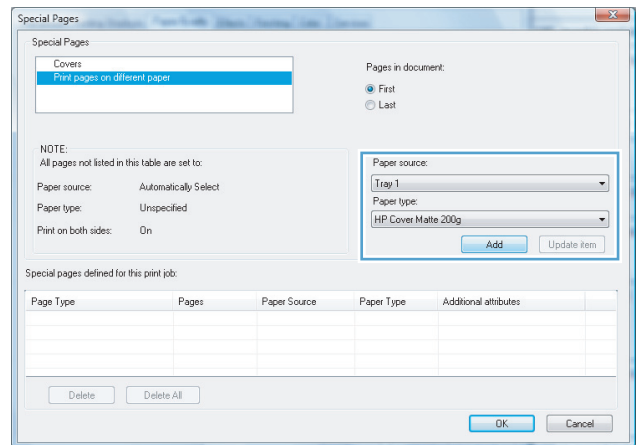 Special Pages
Special Pages
Covers
Print pages on different paper
Pages in document:
First
Last
NOTE:
All pages not listed in this table are set to:
Paper source: Automatically Select
Paper type: Unspecified
Print on both sides: On
Paper source:
Tray 1
Paper type:
HP Cover Matte 200g
Add Update item
Special pages defined for this print job:
Page Type Pages Paper Source Paper Type Additional attributes
Delete Delete All
OK Cancel